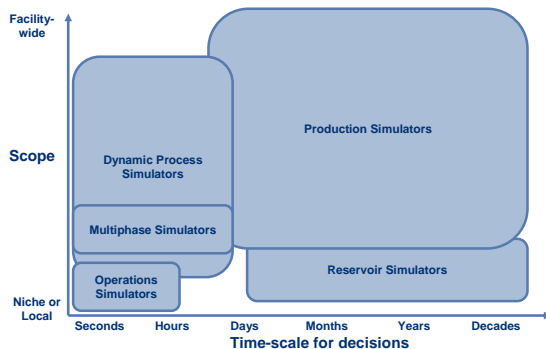 Facility-
wide
Production Simulators
Scope
Dynamic Process
Simulators
Multiphase Simulators
Operations
Simulators
Reservoir Simulators
Niche or
Local
Seconds Hours Days Months Years Decades
Time-scale for decisions